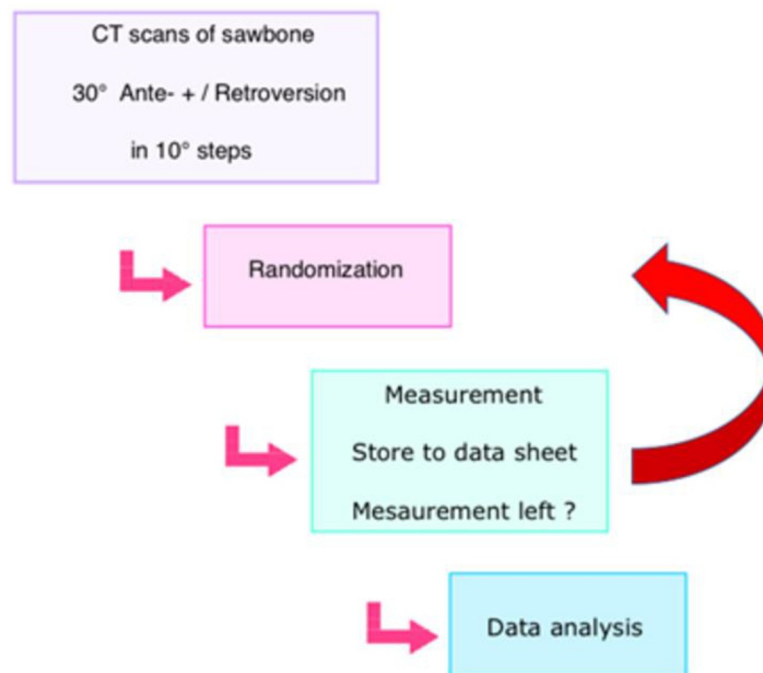 CT scans of sawbone
30° Ante- + / Retroversion
in 10° steps
Randomization
Measurement
Store to data sheet
Mesaurement left ?
Data analysis